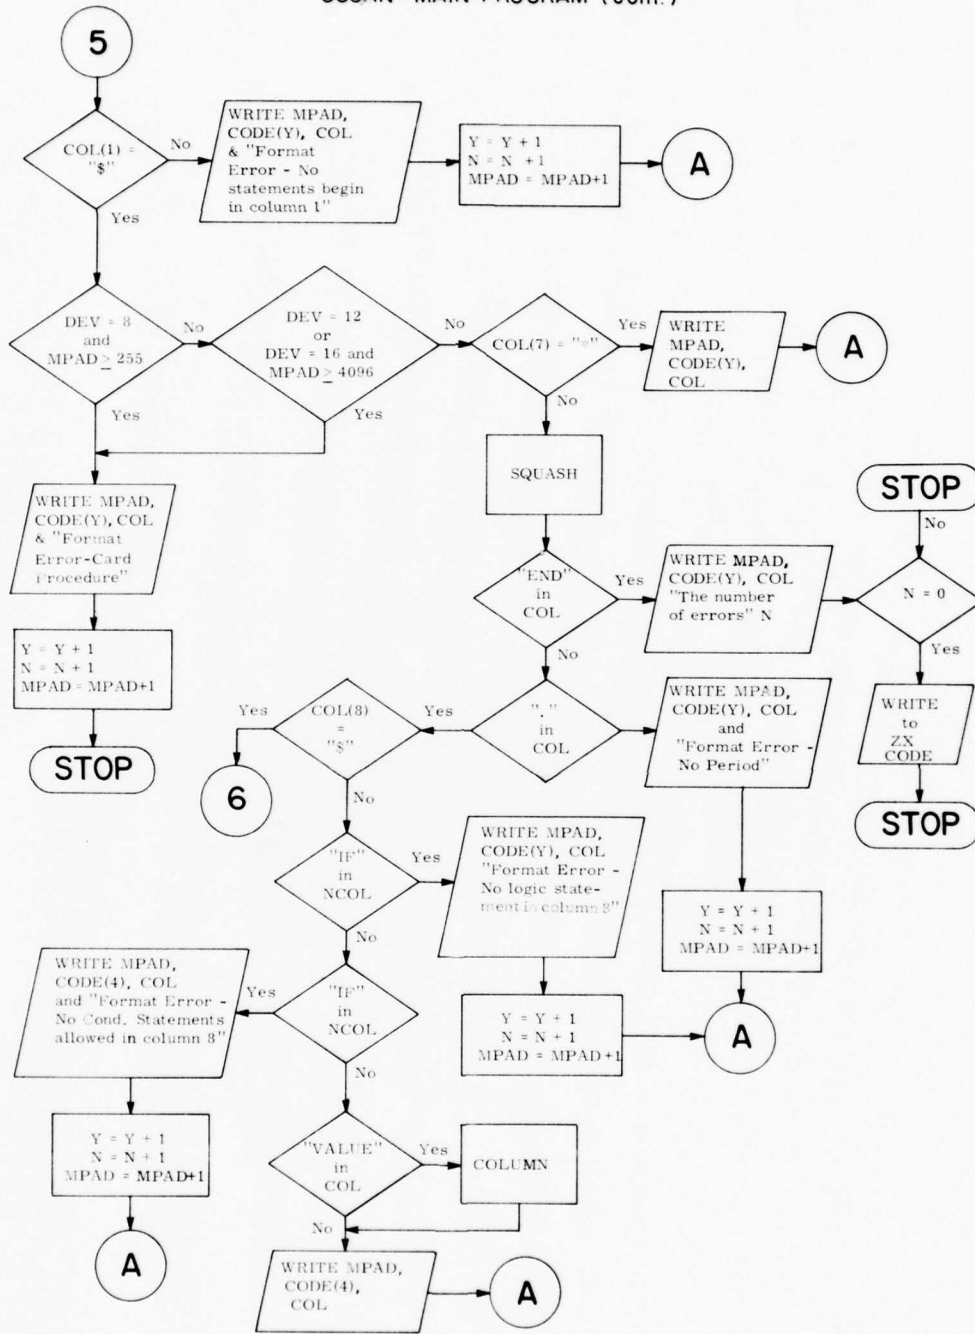 MAIN PROGRAM (Cont.)
5
COL(1) =
"$"
No
Yes
WRITE MPAD,
CODE(Y), COL
& "Format
Error - No
statements begin
in column 1"
Y = Y + 1
N = N + 1
MPAD = MPAD+1
A
DEV = 8
and
MPAD ≥ 255
No
Yes
DEV = 12
or
DEV = 16 and
MPAD ≥ 4096
No
Yes
COL(7) = "*"
Yes
No
WRITE
MPAD,
CODE(Y),
COL
A
WRITE MPAD,
CODE(Y), COL
& "Format
Error-Card
Procedure"
Y = Y + 1
N = N + 1
MPAD = MPAD+1
STOP
SQUASH
"END"
in
COL
Yes
No
WRITE MPAD,
CODE(Y), COL
"The number
of errors" N
STOP
No
N = 0
Yes
WRITE
to
ZX
CODE
STOP
"."
in
COL
Yes
WRITE MPAD,
CODE(Y), COL
and
"Format Error -
No Period"
Y = Y + 1
N = N + 1
MPAD = MPAD+1
A
COL(8)
=
"$"
Yes
No
6
"IF"
in
NCOL
Yes
No
WRITE MPAD,
CODE(Y), COL
"Format Error -
No logic state-
ment in column 8"
Y = Y + 1
N = N + 1
MPAD = MPAD+1
"IF"
in
NCOL
Yes
No
WRITE MPAD,
CODE(4), COL
and "Format Error -
No Cond. Statements
allowed in column 8"
Y = Y + 1
N = N + 1
MPAD = MPAD+1
A
"VALUE"
in
COL
Yes
No
COLUMN
WRITE MPAD,
CODE(4),
COL
A